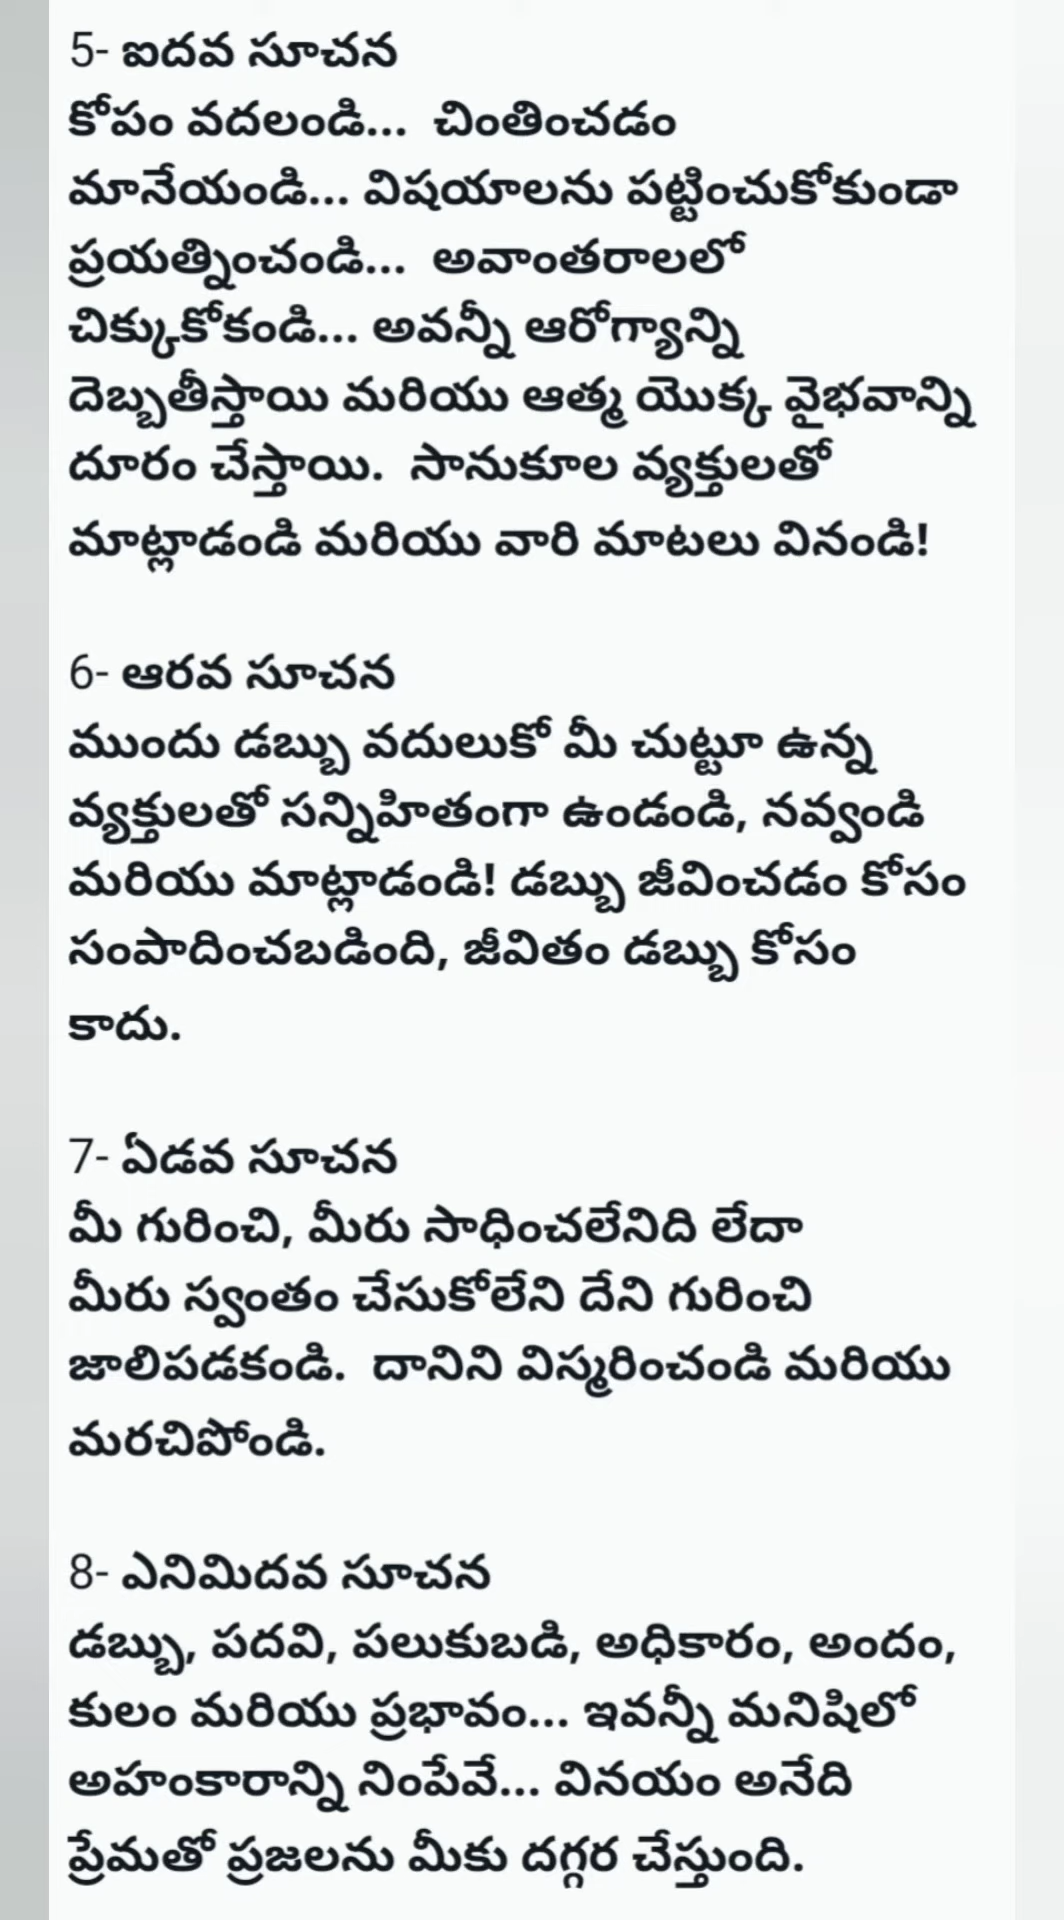 5- ఐదవ సూచన
కోపం వదలండి...  చింతించడం
మానేయండి... విషయాలను పట్టించుకోకుండా
ప్రయత్నించండి...  అవాంతరాలలో
చిక్కుకోకండి... అవన్నీ ఆరోగ్యాన్ని
దెబ్బతీస్తాయి మరియు ఆత్మ యొక్క వైభవాన్ని
దూరం చేస్తాయి.  సానుకూల వ్యక్తులతో
మాట్లాడండి మరియు వారి మాటలు వినండి!
6- ఆరవ సూచన
ముందు డబ్బు వదులుకో మీ చుట్టూ ఉన్న
వ్యక్తులతో సన్నిహితంగా ఉండండి, నవ్వండి
మరియు మాట్లాడండి! డబ్బు జీవించడం కోసం
సంపాదించబడింది, జీవితం డబ్బు కోసం
కాదు.
7- ఏడవ సూచన
మీ గురించి, మీరు సాధించలేనిది లేదా
మీరు స్వంతం చేసుకోలేని దేని గురించి
జాలిపడకండి.  దానిని విస్మరించండి మరియు
మరచిపోండి.
8- ఎనిమిదవ సూచన
డబ్బు, పదవి, పలుకుబడి, అధికారం, అందం,
కులం మరియు ప్రభావం... ఇవన్నీ మనిషిలో
అహంకారాన్ని నింపేవే... వినయం అనేది
ప్రేమతో ప్రజలను మీకు దగ్గర చేస్తుంది.